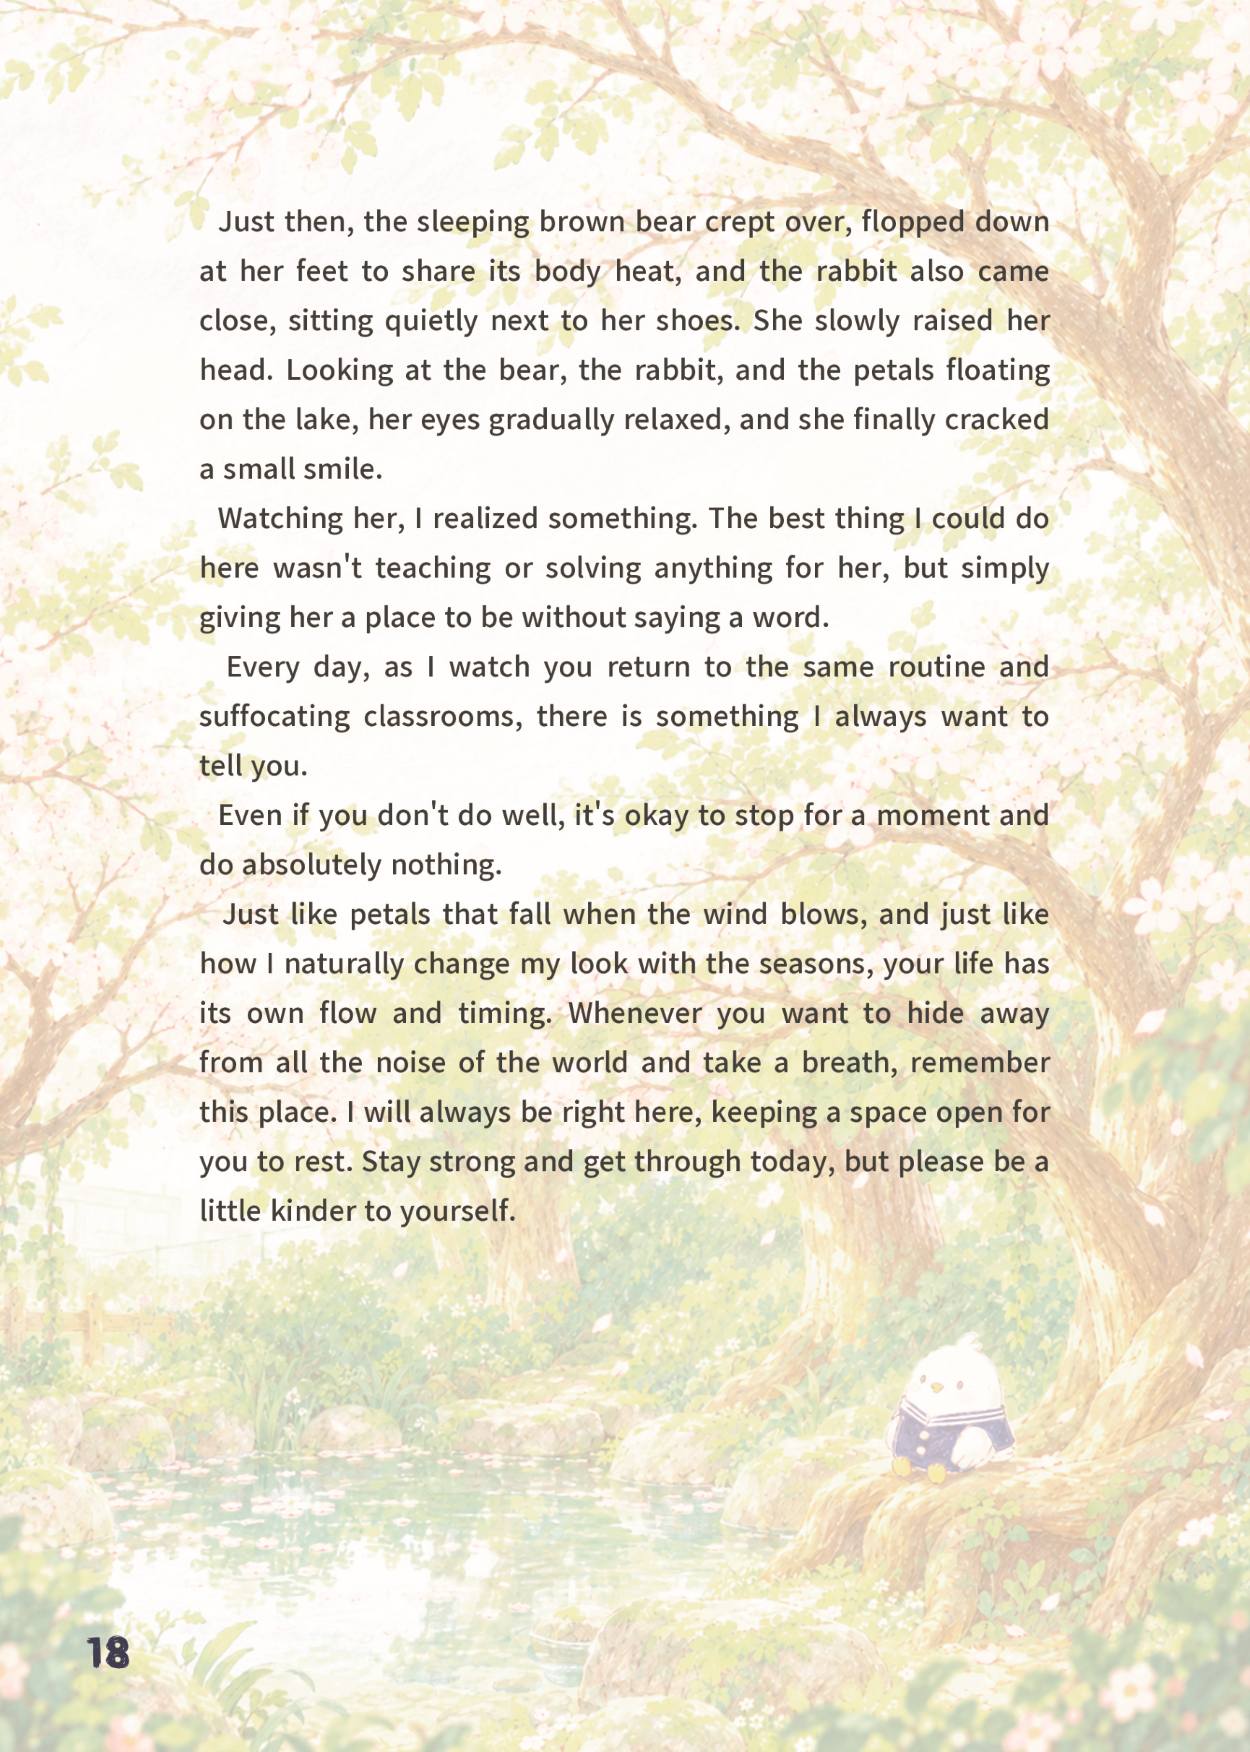 Just then, the sleeping brown bear crept over, flopped down
at her feet to share its body heat, and the rabbit also came
close, sitting quietly next to her shoes. She slowly raised her
head. Looking at the bear, the rabbit, and the petals floating
on the lake, her eyes gradually relaxed, and she finally cracked
a small smile.
Watching her, I realized something. The best thing I could do
here wasn't teaching or solving anything for her, but simply
giving her a place to be without saying a word.
Every day, as I watch you return to the same routine and
suffocating classrooms, there is something I always want to
tell you.
Even if you don't do well, it's okay to stop for a moment and
do absolutely nothing.
Just like petals that fall when the wind blows, and just like
how I naturally change my look with the seasons, your life has
its own flow and timing. Whenever you want to hide away
from all the noise of the world and take a breath, remember
this place. I will always be right here, keeping a space open for
you to rest. Stay strong and get through today, but please be a
little kinder to yourself.
18